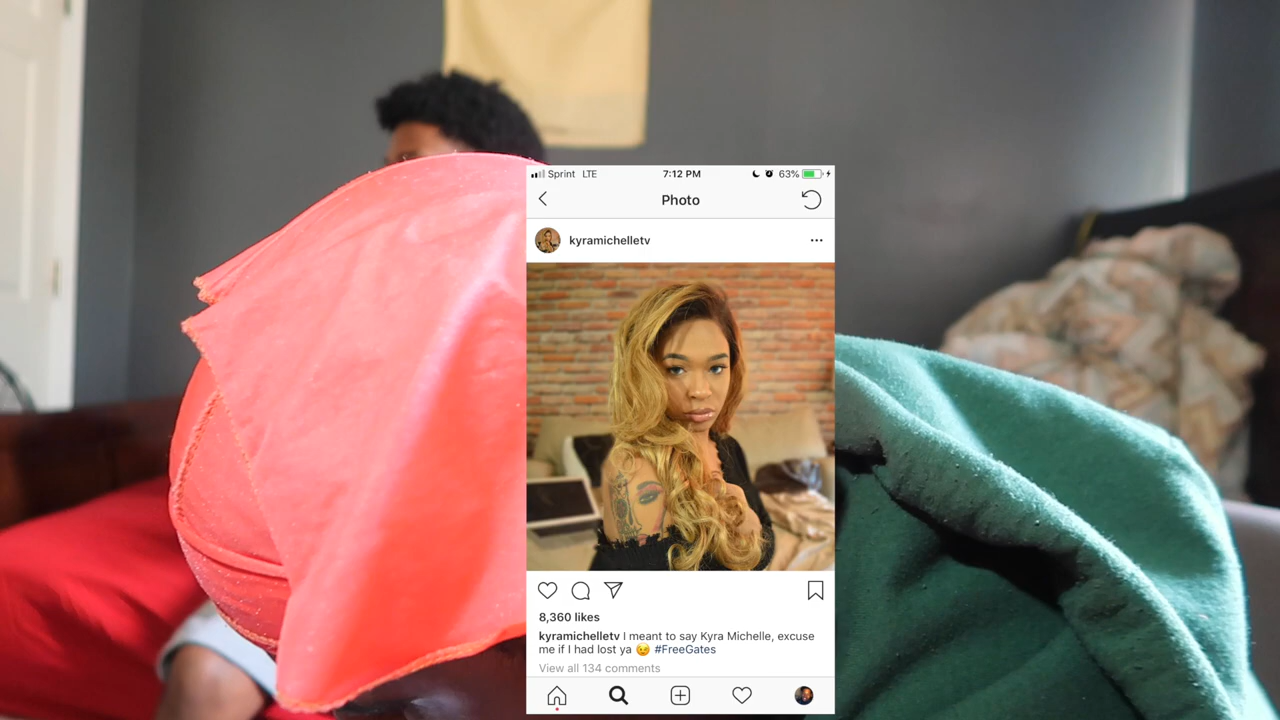 Sprint LTE 7:12 PM 63%
Photo
kyramichelletv
8,360 likes
kyramichelletv I meant to say Kyra Michelle, excuse
me if I had lost ya 😉 #FreeGates
View all 134 comments